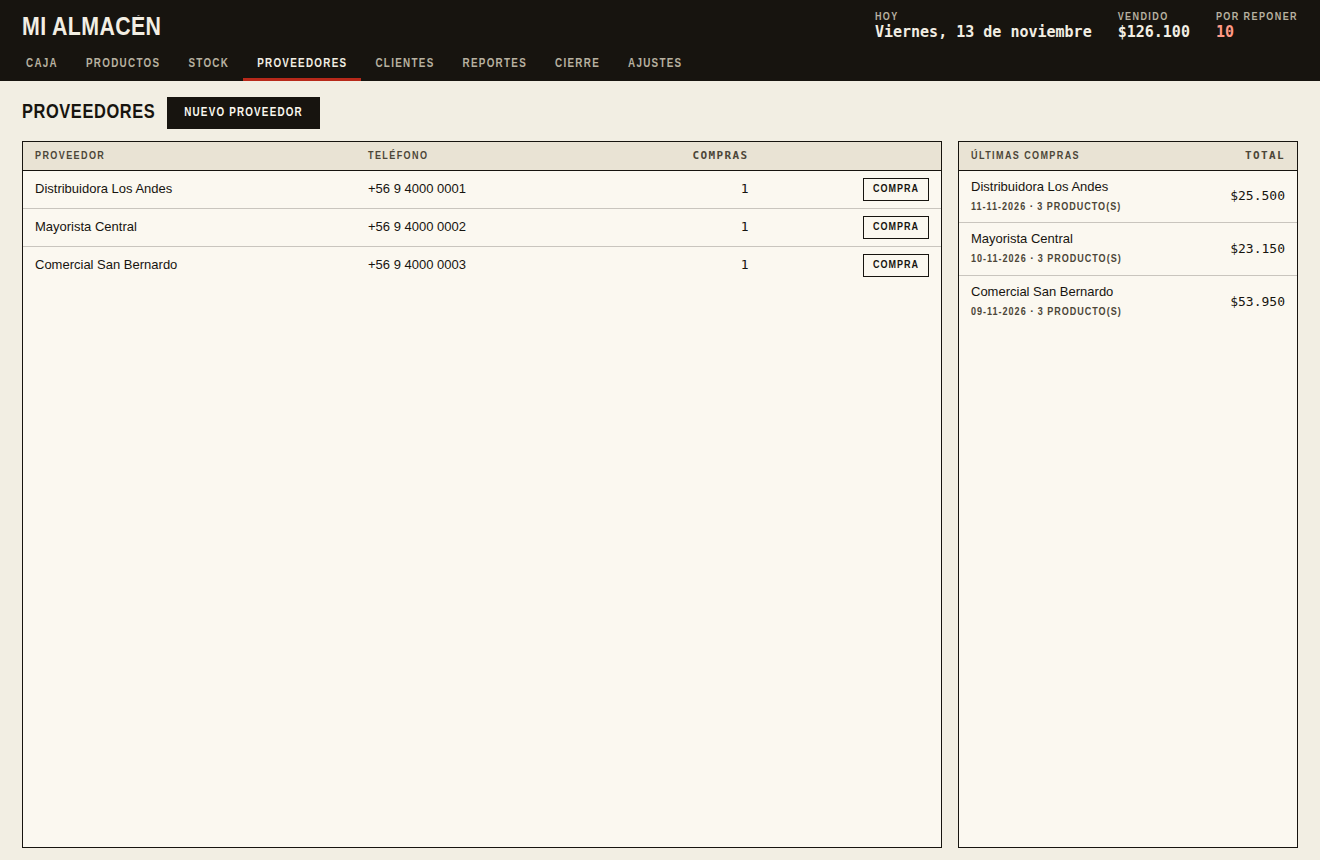 MI ALMACÉN
HOY
Viernes, 13 de noviembre
VENDIDO
$126.100
POR REPONER
10
CAJA PRODUCTOS STOCK PROVEEDORES CLIENTES REPORTES CIERRE AJUSTES
PROVEEDORES NUEVO PROVEEDOR
PROVEEDOR TELÉFONO COMPRAS
Distribuidora Los Andes +56 9 4000 0001 1 COMPRA
Mayorista Central +56 9 4000 0002 1 COMPRA
Comercial San Bernardo +56 9 4000 0003 1 COMPRA
ÚLTIMAS COMPRAS TOTAL
Distribuidora Los Andes
11-11-2026 · 3 PRODUCTO(S)
$25.500
Mayorista Central
10-11-2026 · 3 PRODUCTO(S)
$23.150
Comercial San Bernardo
09-11-2026 · 3 PRODUCTO(S)
$53.950